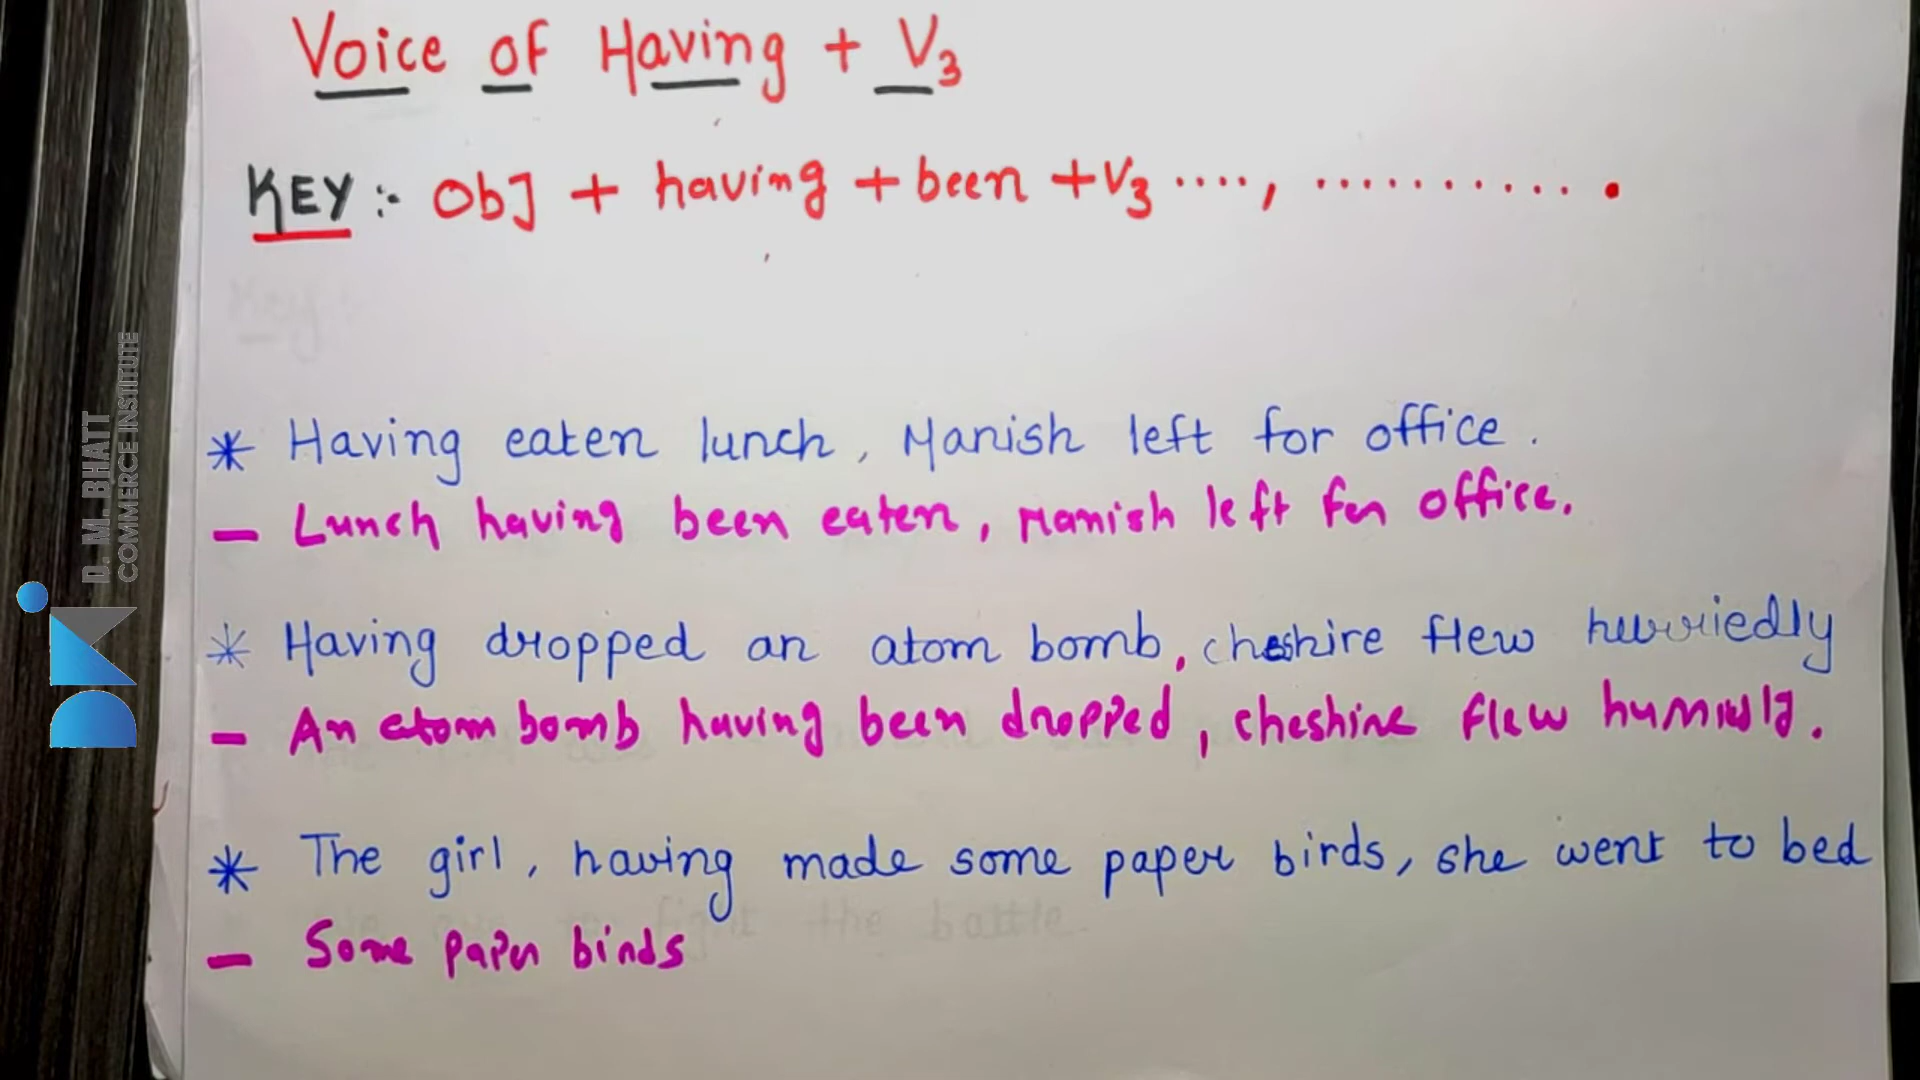 Voice of Having + V3
KEY :- Obj + having + been + V3 ...., ........... .
* Having eaten lunch, Manish left for office.
- Lunch having been eaten, Manish left for office.
* Having dropped an atom bomb, cheshire flew hurriedly
- An atom bomb having been dropped, cheshire flew hurriedly.
* The girl, having made some paper birds, she went to bed
- Some paper birds
D. M. BHATT
COMMERCE INSTITUTE